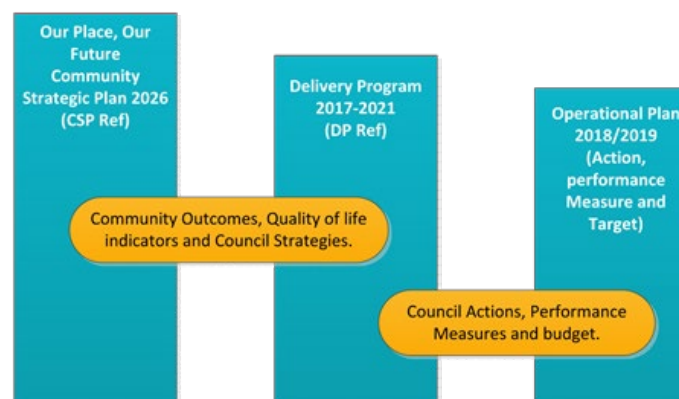 Our Place, Our
Future
Community
Strategic Plan 2026
(CSP Ref)
Delivery Program
2017-2021
(DP Ref)
Operational Plan
2018/2019
(Action,
performance
Measure and
Target)
Community Outcomes, Quality of life
indicators and Council Strategies.
Council Actions, Performance
Measures and budget.